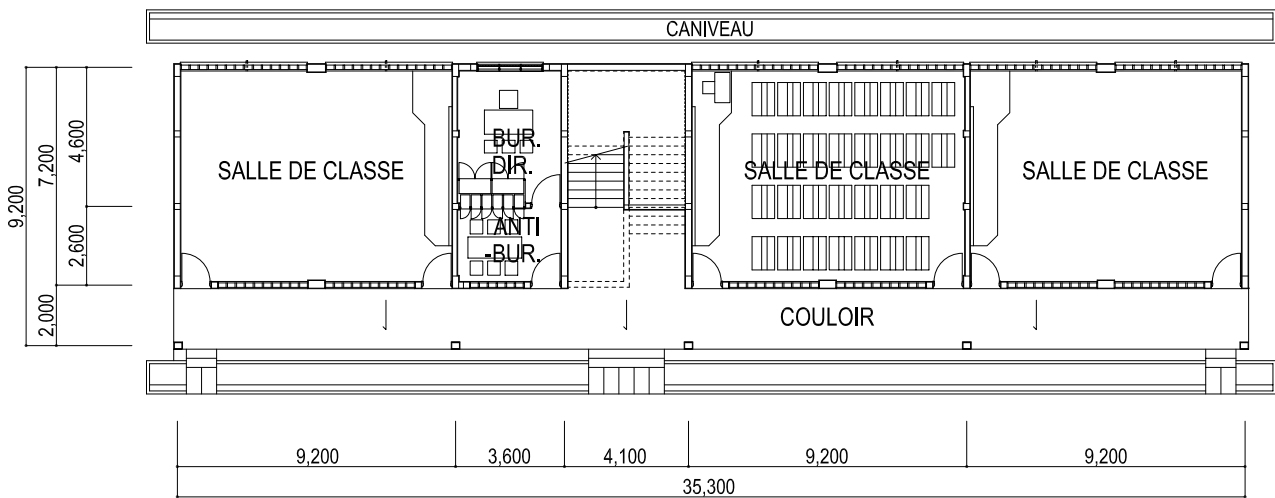 CANIVEAU
SALLE DE CLASSE
BUR.
DIR.
ANTI
-BUR.
SALLE DE CLASSE
SALLE DE CLASSE
COULOIR
9,200
7,200
4,600
2,600
2,000
9,200
3,600
4,100
9,200
9,200
35,300